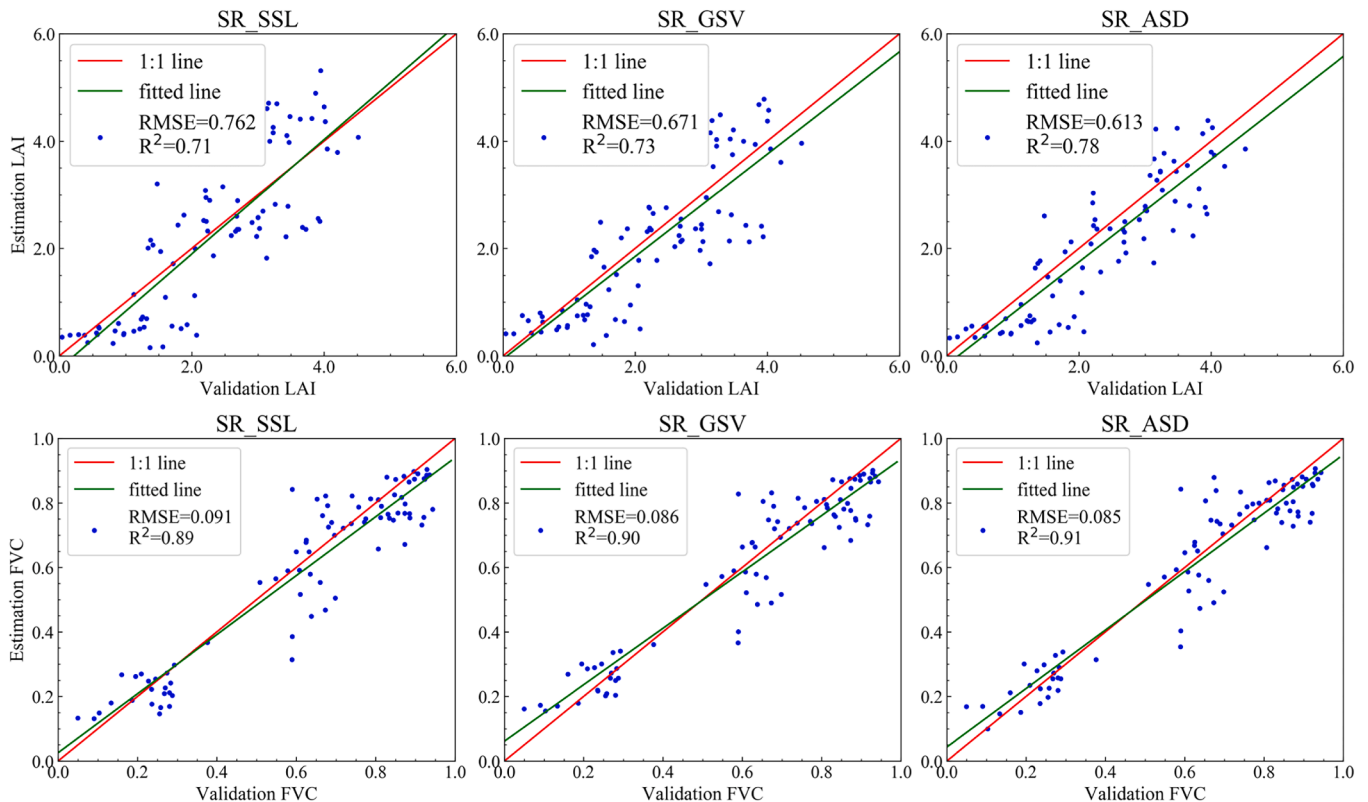 SR_SSL
6.0
4.0
2.0
0.0
Estimation LAI
1:1 line
fitted line
RMSE=0.762
R²=0.71
0.0 2.0 4.0 6.0
Validation LAI
SR_GSV
6.0
4.0
2.0
0.0
1:1 line
fitted line
RMSE=0.671
R²=0.73
0.0 2.0 4.0 6.0
Validation LAI
SR_ASD
6.0
4.0
2.0
0.0
1:1 line
fitted line
RMSE=0.613
R²=0.78
0.0 2.0 4.0 6.0
Validation LAI
SR_SSL
1.0
0.8
0.6
0.4
0.2
0.0
Estimation FVC
1:1 line
fitted line
RMSE=0.091
R²=0.89
0.0 0.2 0.4 0.6 0.8 1.0
Validation FVC
SR_GSV
1.0
0.8
0.6
0.4
0.2
0.0
1:1 line
fitted line
RMSE=0.086
R²=0.90
0.0 0.2 0.4 0.6 0.8 1.0
Validation FVC
SR_ASD
1.0
0.8
0.6
0.4
0.2
0.0
1:1 line
fitted line
RMSE=0.085
R²=0.91
0.0 0.2 0.4 0.6 0.8 1.0
Validation FVC